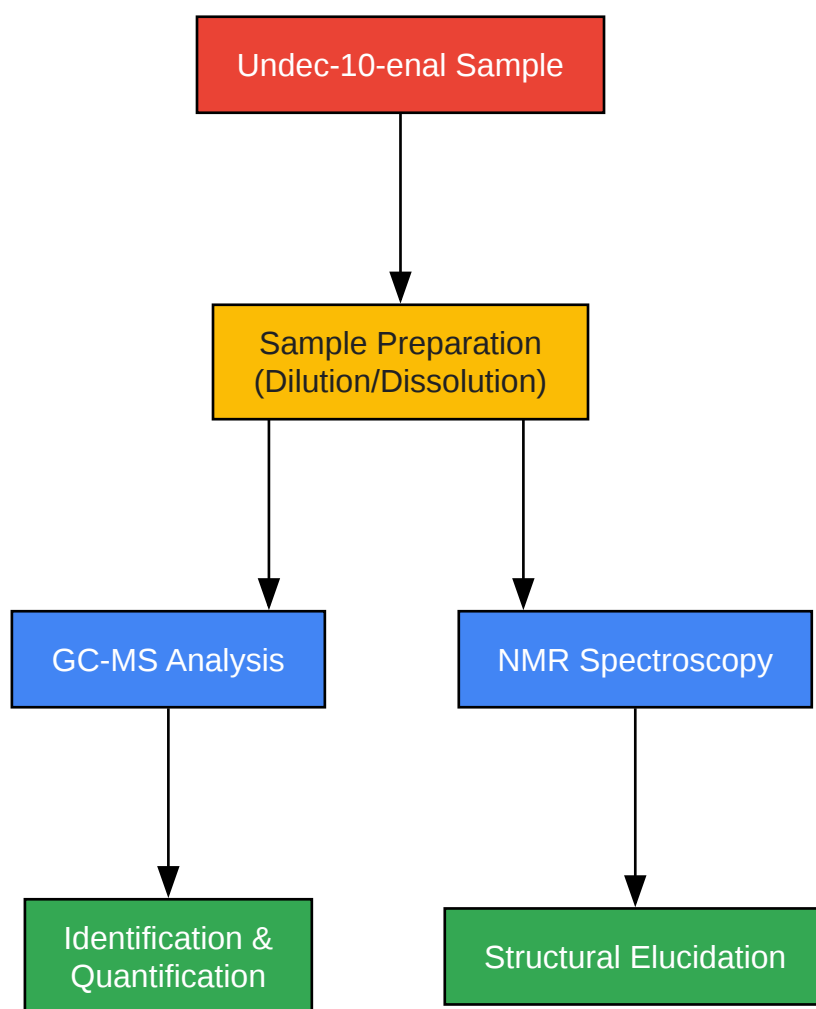 Undec-10-enal Sample
Sample Preparation
(Dilution/Dissolution)
GC-MS Analysis
NMR Spectroscopy
Identification &
Quantification
Structural Elucidation